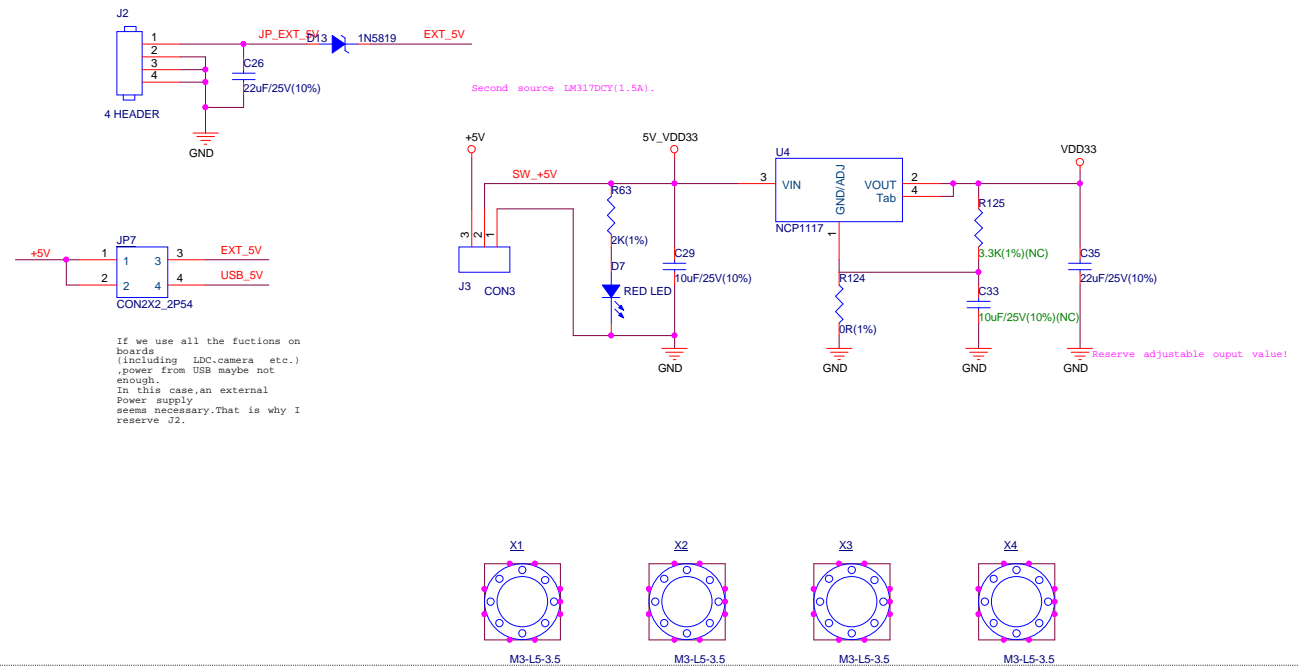 J2
1
2
3
4
4 HEADER
JP_EXT_5V
D13
1N5819
EXT_5V
C26
22uF/25V(10%)
GND
Second source LM317DCY(1.5A).
+5V
SW_+5V
5V_VDD33
3
2
1
J3
CON3
R63
2K(1%)
D7
RED LED
C29
10uF/25V(10%)
GND
U4
3
VIN
GND/ADJ
VOUT
Tab
2
4
NCP1117
1
R124
0R(1%)
GND
R125
3.3K(1%)(NC)
C33
10uF/25V(10%)(NC)
GND
VDD33
C35
22uF/25V(10%)
GND
Reserve adjustable ouput value!
JP7
+5V
1
2
1
2
3
4
3
4
EXT_5V
USB_5V
CON2X2_2P54
If we use all the fuctions on
boards
(including LDC,camera etc.)
,power from USB maybe not
enough.
In this case,an external
Power supply
seems necessary.That is why I
reserve J2.
X1
X2
X3
X4
M3-L5-3.5
M3-L5-3.5
M3-L5-3.5
M3-L5-3.5